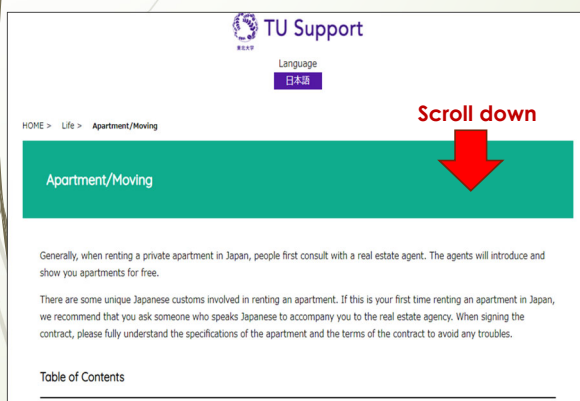 TU Support
東北大学
Language
日本語
Scroll down
HOME > Life > Apartment/Moving
Apartment/Moving
Generally, when renting a private apartment in Japan, people first consult with a real estate agent. The agents will introduce and
show you apartments for free.
There are some unique Japanese customs involved in renting an apartment. If this is your first time renting an apartment in Japan,
we recommend that you ask someone who speaks Japanese to accompany you to the real estate agency. When signing the
contract, please fully understand the specifications of the apartment and the terms of the contract to avoid any troubles.
Table of Contents